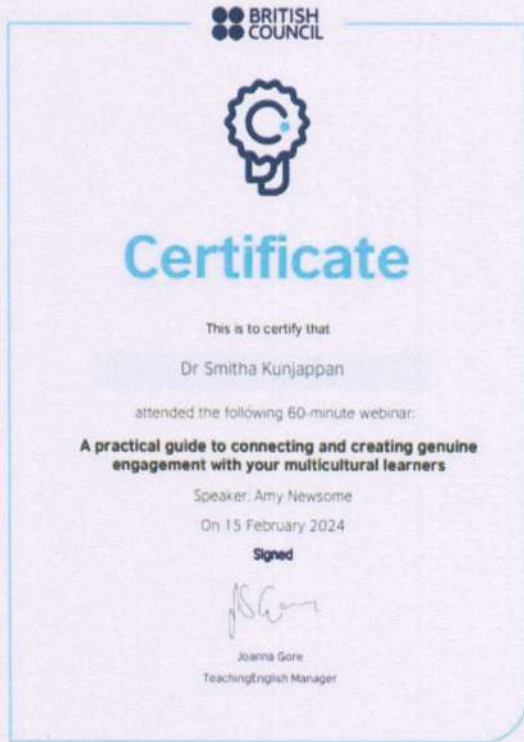 BRITISH
COUNCIL
Certificate
This is to certify that
Dr Smitha Kunjappan
attended the following 60-minute webinar:
A practical guide to connecting and creating genuine
engagement with your multicultural learners
Speaker: Amy Newsome
On 15 February 2024
Signed
Joanna Gore
TeachingEnglish Manager